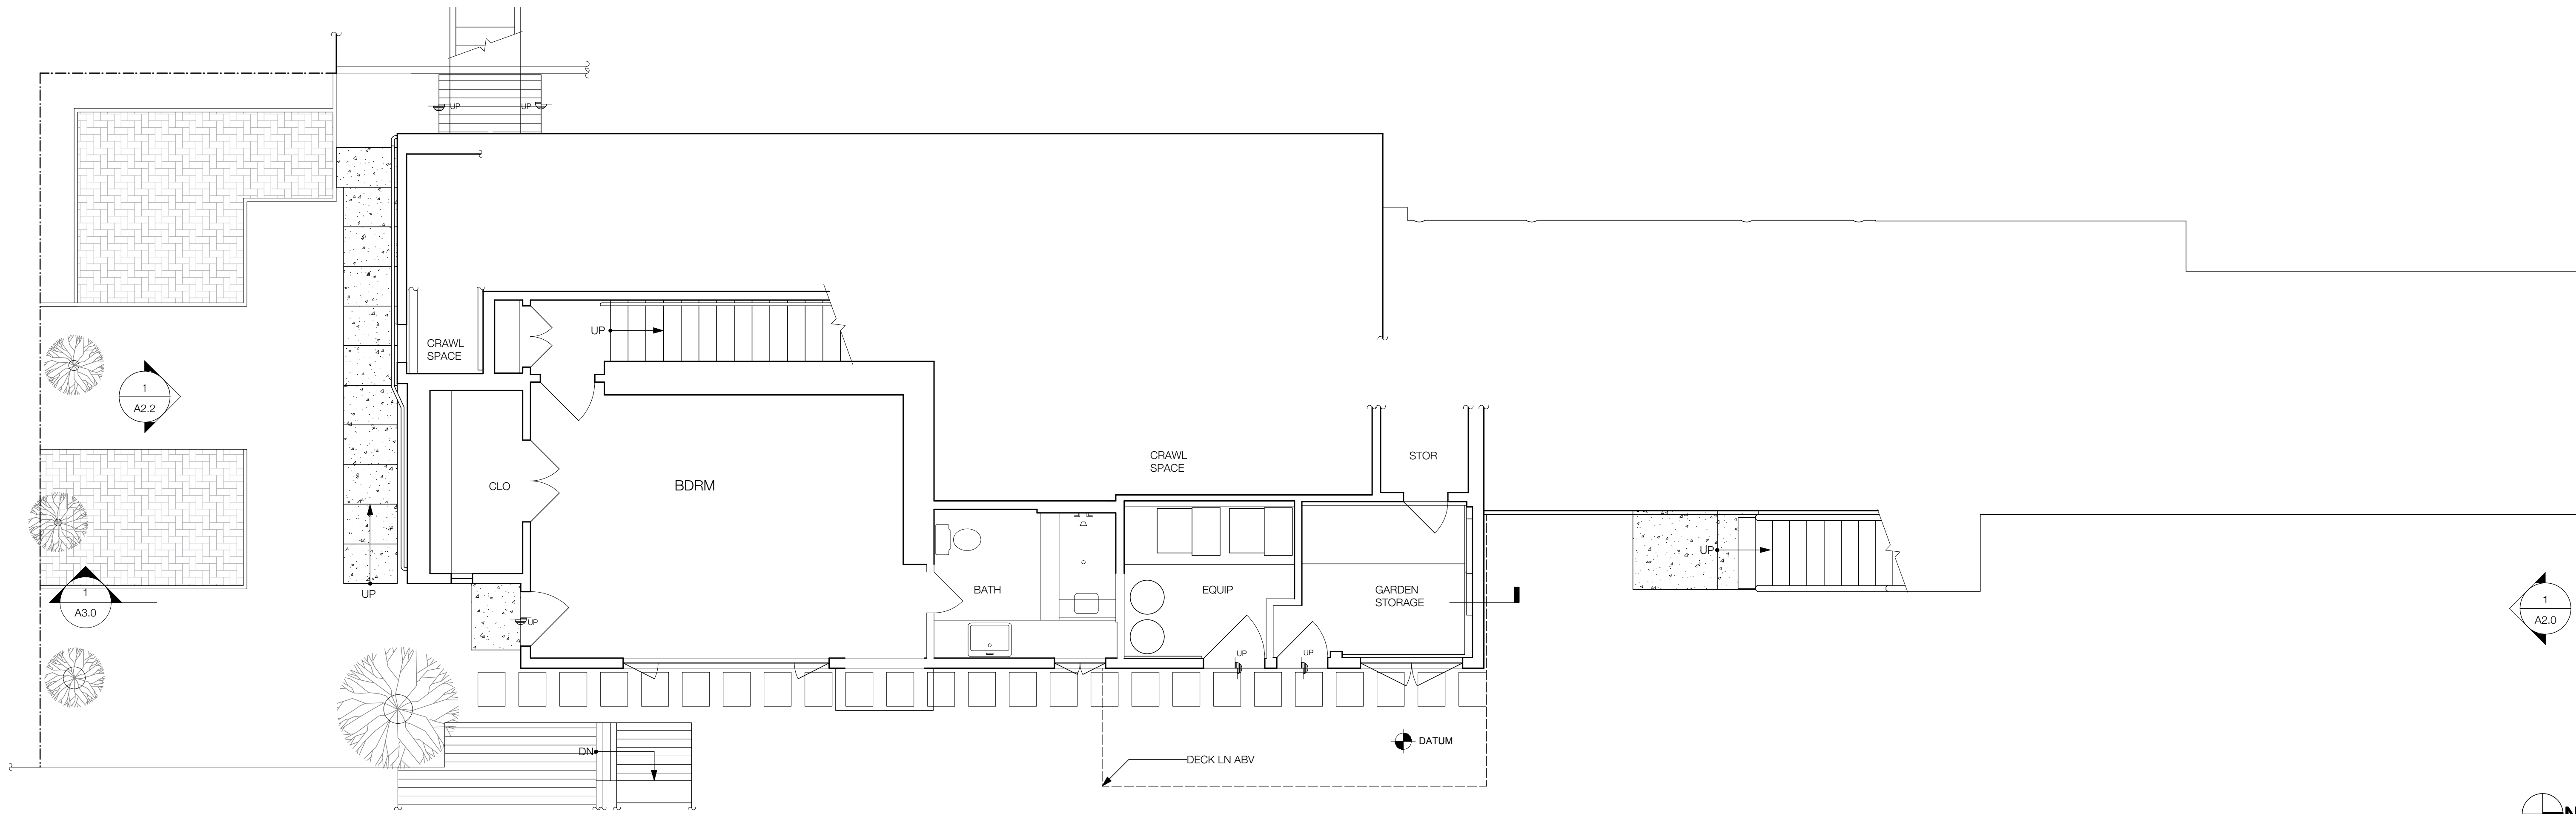 UP
UP
UP
CRAWL
SPACE
1
A2.2
CRAWL
SPACE
STOR
CLO
BDRM
UP
BATH
EQUIP
GARDEN
STORAGE
UP
1
A3.0
1
A2.0
UP
UP
UP
DATUM
DN
DECK LN ABV
N